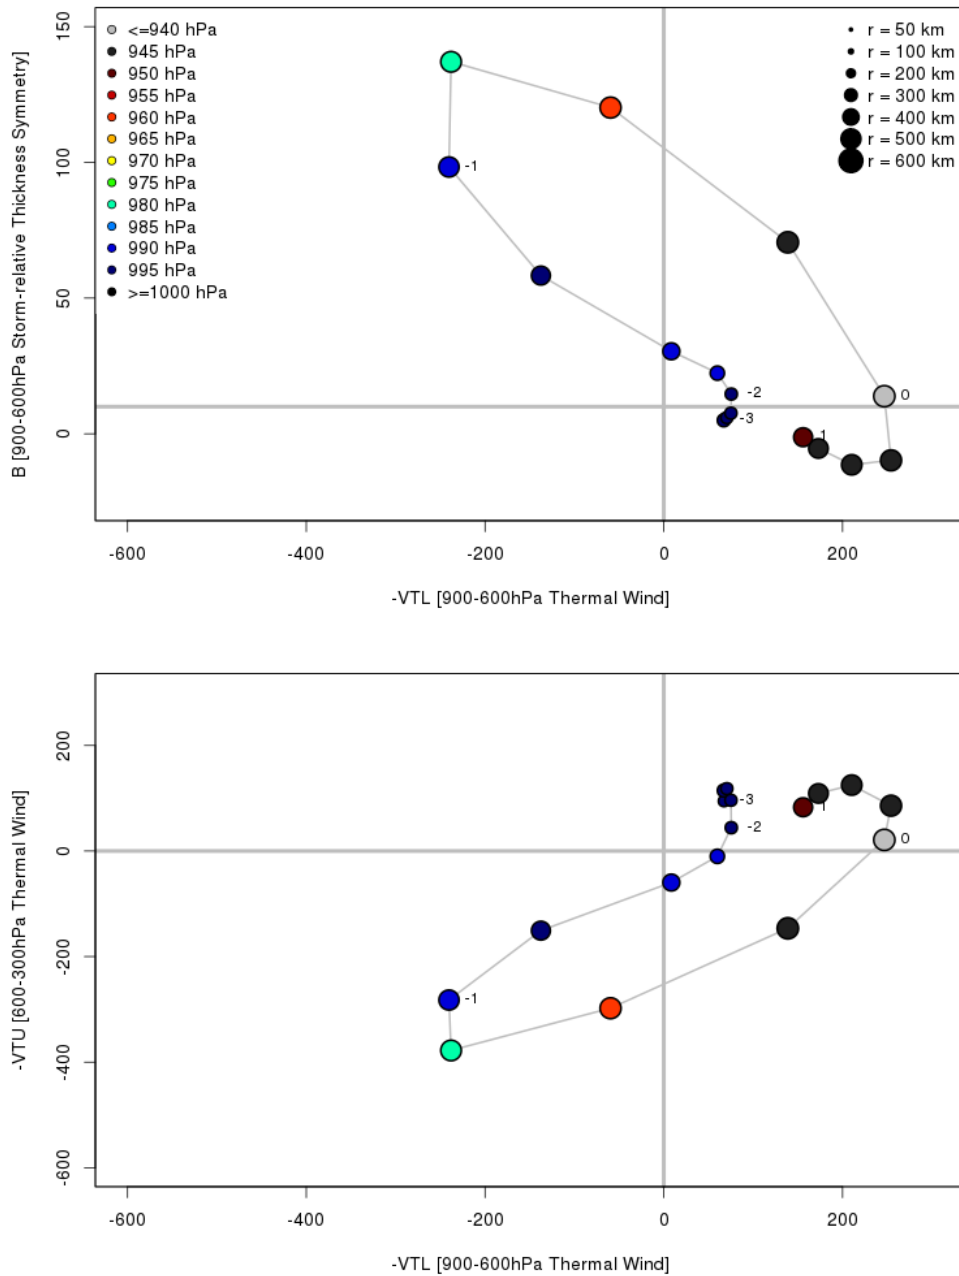 <=940 hPa
945 hPa
950 hPa
955 hPa
960 hPa
965 hPa
970 hPa
975 hPa
980 hPa
985 hPa
990 hPa
995 hPa
>=1000 hPa
r = 50 km
r = 100 km
r = 200 km
r = 300 km
r = 400 km
r = 500 km
r = 600 km
B [900-600hPa Storm-relative Thickness Symmetry]
150
100
50
0
-1
-2
-3
0
1
-600
-400
-200
0
200
-VTL [900-600hPa Thermal Wind]
-VTU [600-300hPa Thermal Wind]
200
0
-200
-400
-600
-3
-2
1
0
-1
-600
-400
-200
0
200
-VTL [900-600hPa Thermal Wind]